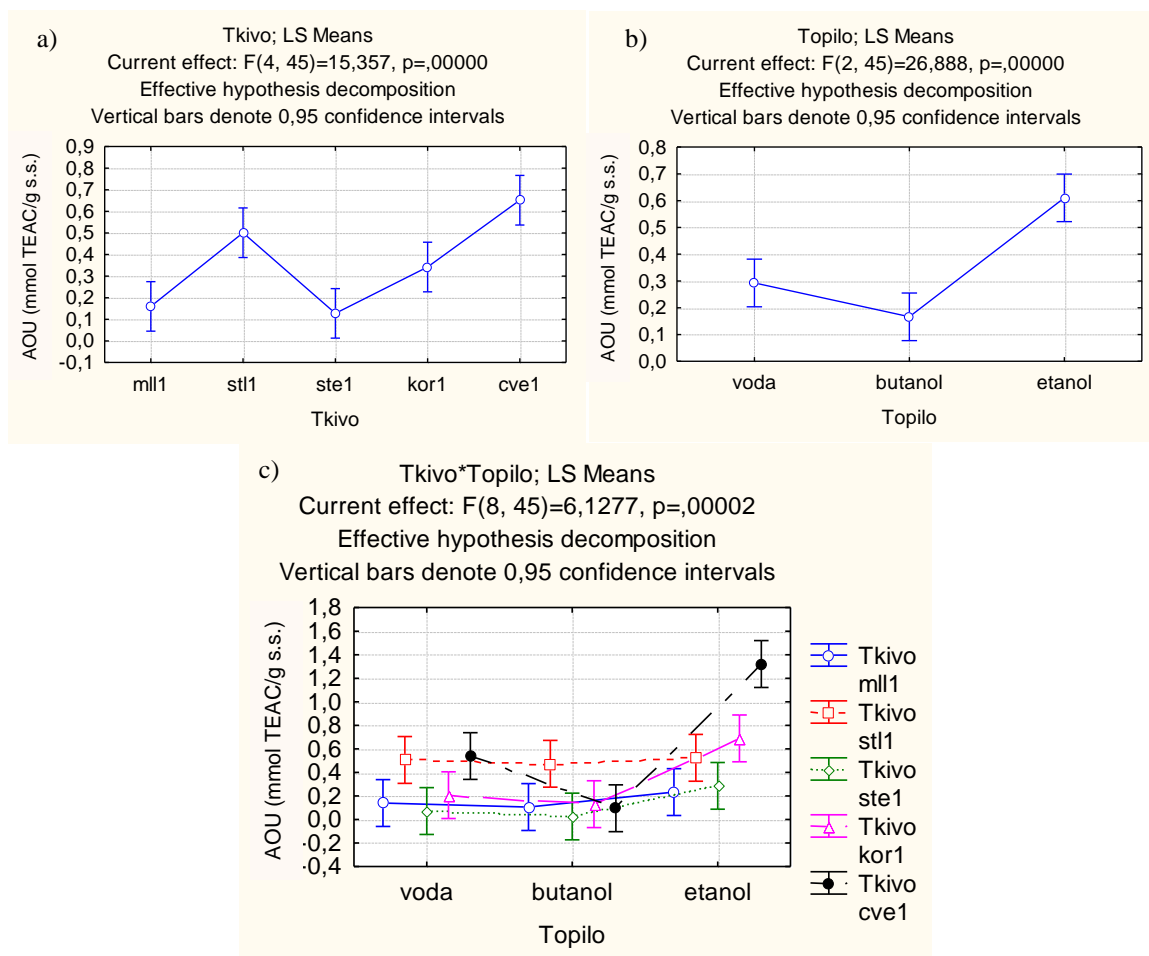 a)
Tkivo; LS Means
Current effect: F(4, 45)=15,357, p=,00000
Effective hypothesis decomposition
Vertical bars denote 0,95 confidence intervals
AOU (mmol TEAC/g s.s.)
0,9
0,8
0,7
0,6
0,5
0,4
0,3
0,2
0,1
0,0
-0,1
mll1 stl1 ste1 kor1 cve1
Tkivo
b)
Topilo; LS Means
Current effect: F(2, 45)=26,888, p=,00000
Effective hypothesis decomposition
Vertical bars denote 0,95 confidence intervals
AOU (mmol TEAC/g s.s.)
0,8
0,7
0,6
0,5
0,4
0,3
0,2
0,1
0,0
voda butanol etanol
Topilo
c)
Tkivo*Topilo; LS Means
Current effect: F(8, 45)=6,1277, p=,00002
Effective hypothesis decomposition
Vertical bars denote 0,95 confidence intervals
AOU (mmol TEAC/g s.s.)
1,8
1,6
1,4
1,2
1,0
0,8
0,6
0,4
0,2
0,0
-0,2
-0,4
voda butanol etanol
Topilo
Tkivo
mll1
Tkivo
stl1
Tkivo
ste1
Tkivo
kor1
Tkivo
cve1